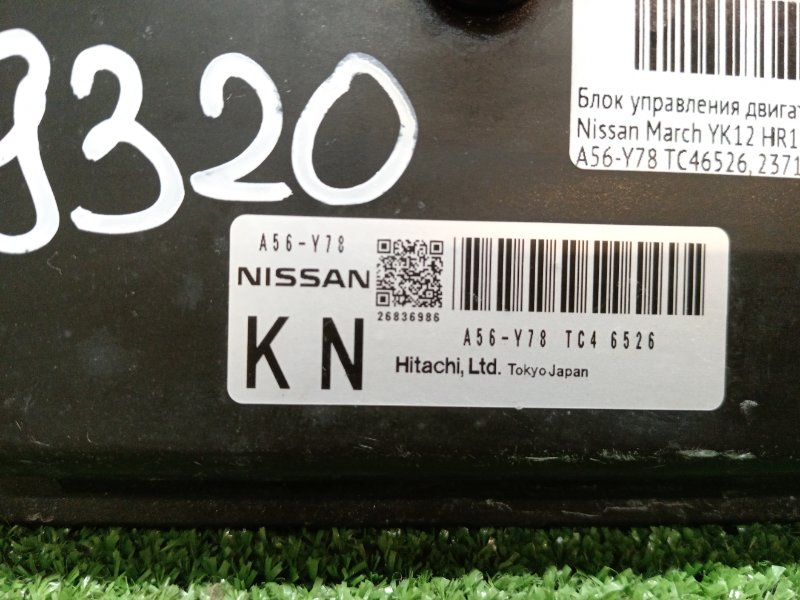 9320
Блок управления двигат
Nissan March YK12 HR1
A56-Y78 TC46526, 2371
A56-Y78
NISSAN
26836986
K N
A56-Y78 TC4 6526
Hitachi, Ltd. Tokyo Japan